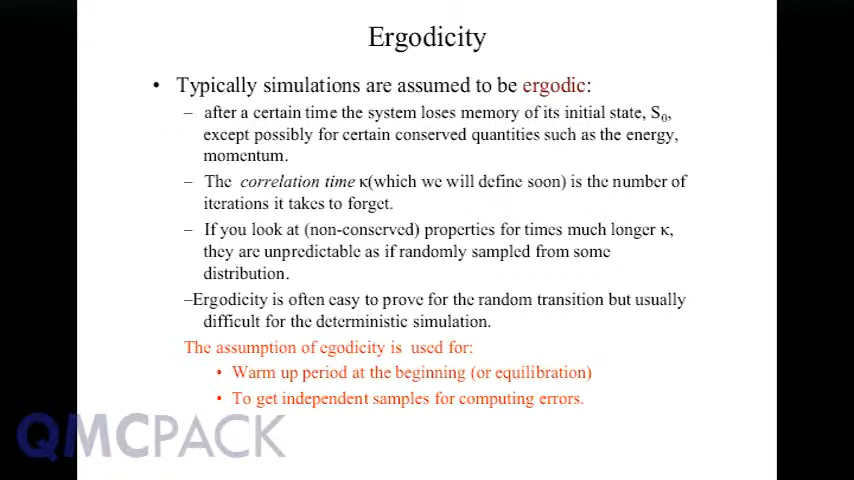 Ergodicity
• Typically simulations are assumed to be ergodic:
– after a certain time the system loses memory of its initial state, S0,
except possibly for certain conserved quantities such as the energy,
momentum.
– The correlation time κ(which we will define soon) is the number of
iterations it takes to forget.
– If you look at (non-conserved) properties for times much longer κ,
they are unpredictable as if randomly sampled from some
distribution.
–Ergodicity is often easy to prove for the random transition but usually
difficult for the deterministic simulation.
The assumption of egodicity is used for:
• Warm up period at the beginning (or equilibration)
• To get independent samples for computing errors.
QMCPACK